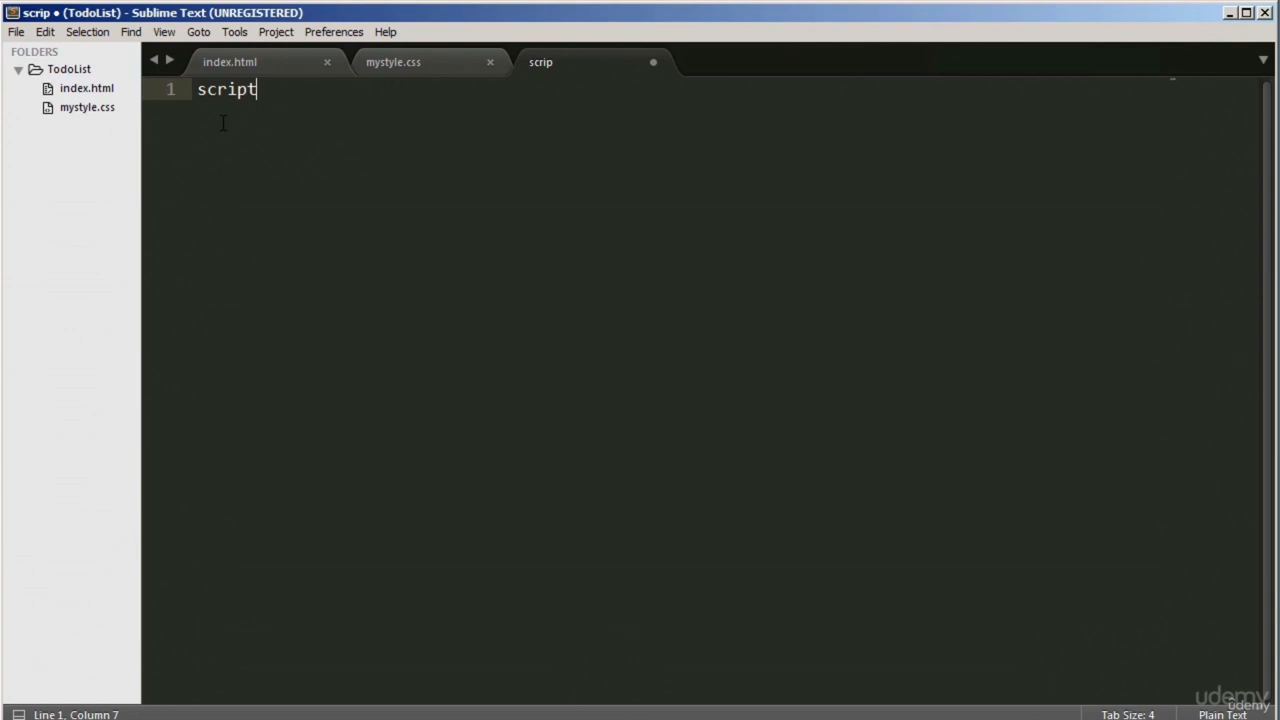 scrip • (TodoList) - Sublime Text (UNREGISTERED)
File Edit Selection View Goto Tools Project Preferences Help
FOLDERS
TodoList
index.html
mystyle.css
index.html × mystyle.css × scrip
1 script
Line 1, Column 7 Tab Size: 4 Plain Text
udemy
udemy